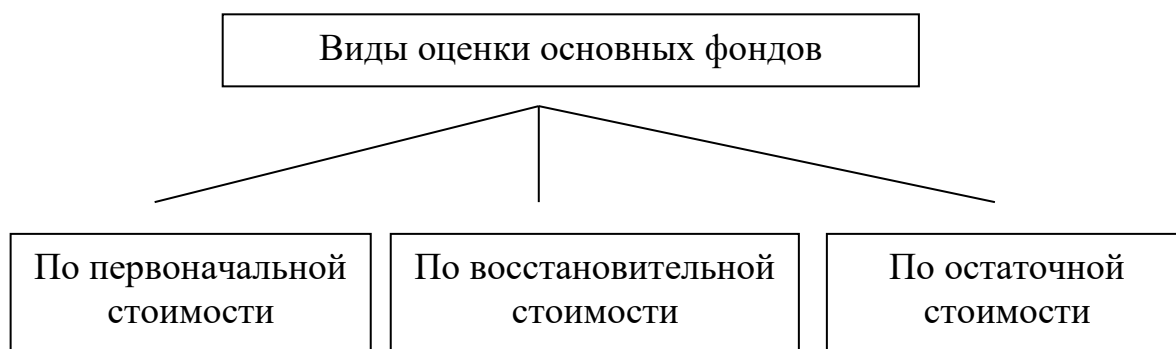 Виды оценки основных фондов
По первоначальной
стоимости
По восстановительной
стоимости
По остаточной
стоимости